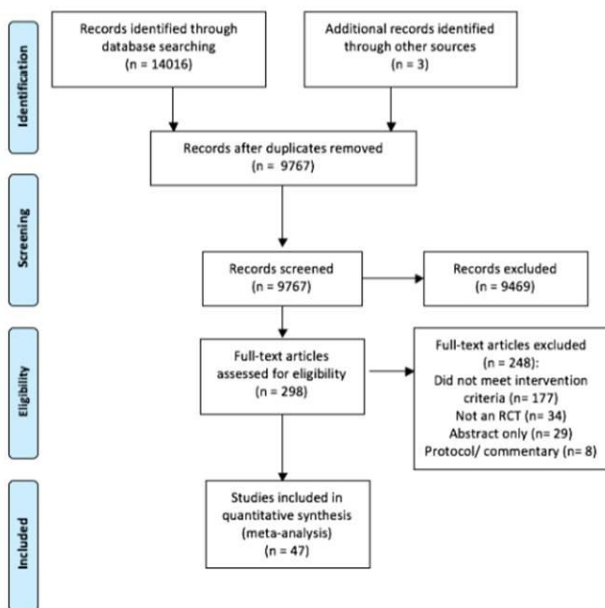 Identification
Records identified through
database searching
(n = 14016)
Additional records identified
through other sources
(n = 3)
Records after duplicates removed
(n = 9767)
Screening
Records screened
(n = 9767)
Records excluded
(n = 9469)
Eligibility
Full-text articles
assessed for eligibility
(n = 298)
Full-text articles excluded
(n = 248):
Did not meet intervention
criteria (n= 177)
Not an RCT (n= 34)
Abstract only (n= 29)
Protocol/ commentary (n= 8)
Included
Studies included in
quantitative synthesis
(meta-analysis)
(n = 47)